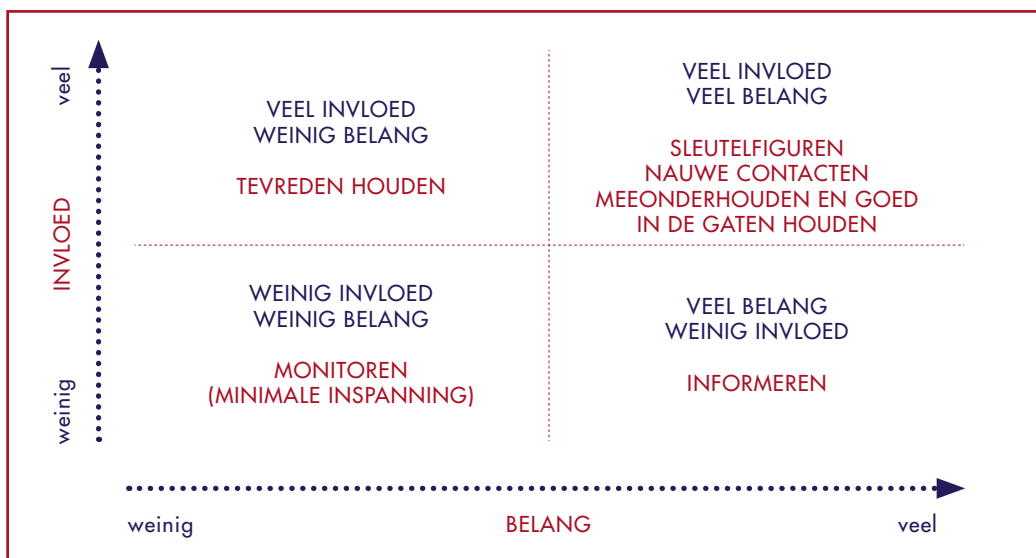 veel
INVLOED
weinig
VEEL INVLOED
WEINIG BELANG
TEVREDEN HOUDEN
VEEL INVLOED
VEEL BELANG
SLEUTELFIGUREN
NAUWE CONTACTEN
MEEONDERHOUDEN EN GOED
IN DE GATEN HOUDEN
WEINIG INVLOED
WEINIG BELANG
MONITOREN
(MINIMALE INSPANNING)
VEEL BELANG
WEINIG INVLOED
INFORMEREN
weinig
BELANG
veel